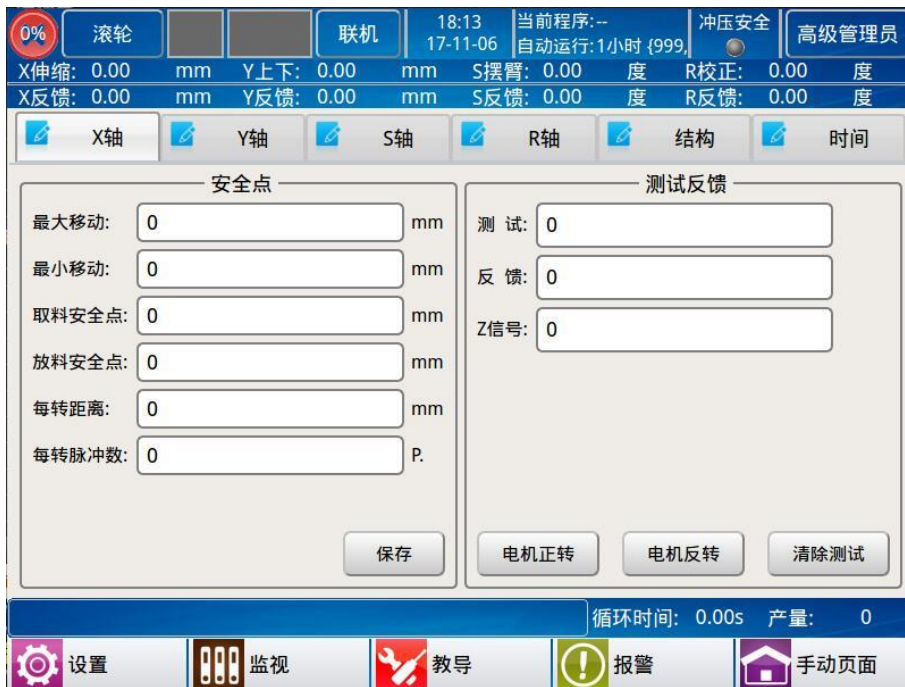 0% 滚轮 联机 18:13 当前程序:-- 冲压安全 高级管理员
17-11-06 自动运行:1小时 {999,
X伸缩: 0.00 mm Y上下: 0.00 mm S摆臂: 0.00 度 R校正: 0.00 度
X反馈: 0.00 mm Y反馈: 0.00 mm S反馈: 0.00 度 R反馈: 0.00 度
X轴 Y轴 S轴 R轴 结构 时间
安全点
最大移动: 0 mm
最小移动: 0 mm
取料安全点: 0 mm
放料安全点: 0 mm
每转距离: 0 mm
每转脉冲数: 0 P.
保存
测试反馈
测 试: 0
反 馈: 0
Z信号: 0
电机正转 电机反转 清除测试
循环时间: 0.00s 产量: 0
设置 监视 教导 报警 手动页面